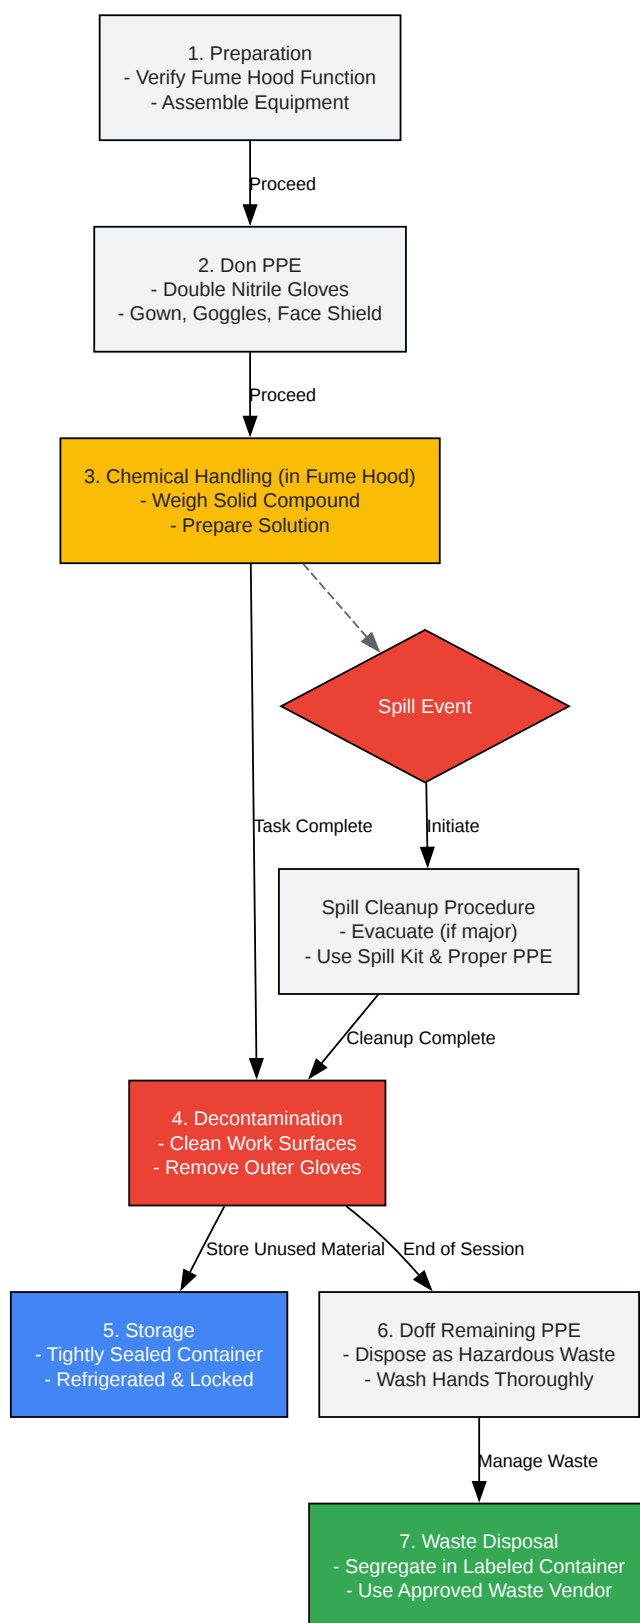 1. Preparation
- Verify Fume Hood Function
- Assemble Equipment
Proceed
2. Don PPE
- Double Nitrile Gloves
- Gown, Goggles, Face Shield
Proceed
3. Chemical Handling (in Fume Hood)
- Weigh Solid Compound
- Prepare Solution
Spill Event
Task Complete
Initiate
Spill Cleanup Procedure
- Evacuate (if major)
- Use Spill Kit & Proper PPE
Cleanup Complete
4. Decontamination
- Clean Work Surfaces
- Remove Outer Gloves
Store Unused Material
End of Session
5. Storage
- Tightly Sealed Container
- Refrigerated & Locked
6. Doff Remaining PPE
- Dispose as Hazardous Waste
- Wash Hands Thoroughly
Manage Waste
7. Waste Disposal
- Segregate in Labeled Container
- Use Approved Waste Vendor